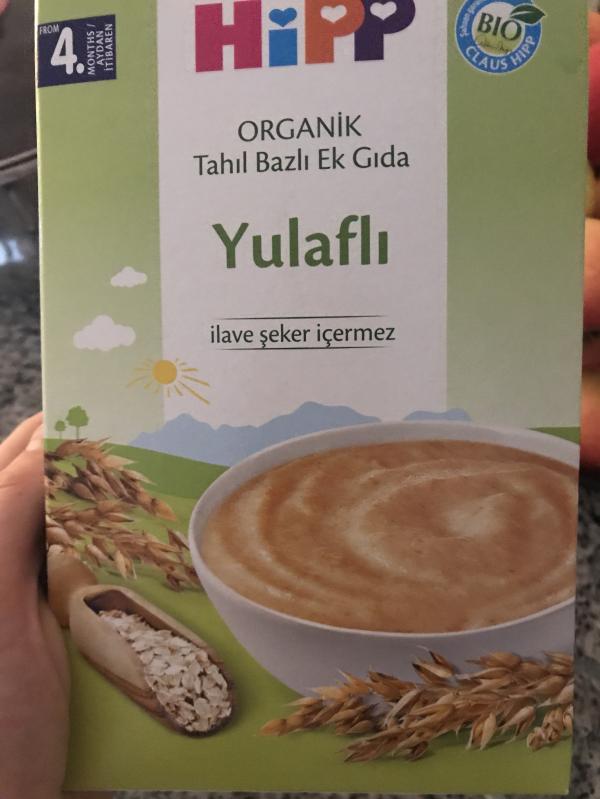 FROM
4.
MONTHS /
AYDAN
İTİBAREN
HiPP
BIO
CLAUS HIPP
ORGANİK
Tahıl Bazlı Ek Gıda
Yulaflı
ilave şeker içermez